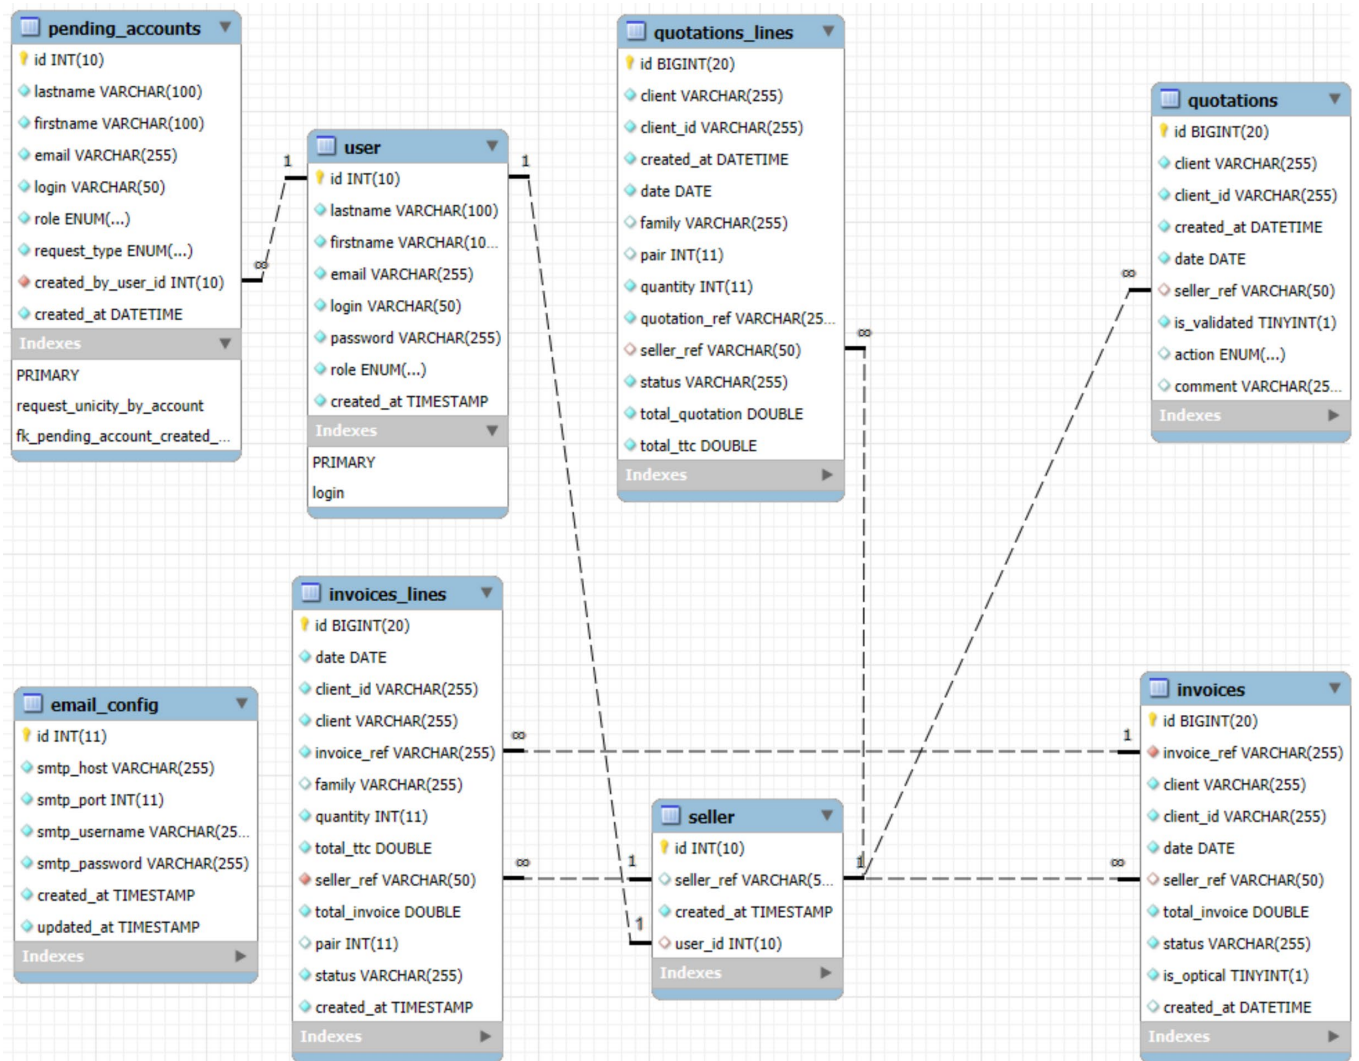 pending_accounts
id INT(10)
lastname VARCHAR(100)
firstname VARCHAR(100)
email VARCHAR(255)
login VARCHAR(50)
role ENUM(...)
request_type ENUM(...)
created_by_user_id INT(10)
created_at DATETIME
Indexes
PRIMARY
request_unicity_by_account
fk_pending_account_created_...
1
∞
user
id INT(10)
lastname VARCHAR(100)
firstname VARCHAR(10...
email VARCHAR(255)
login VARCHAR(50)
password VARCHAR(255)
role ENUM(...)
created_at TIMESTAMP
Indexes
PRIMARY
login
1
quotations_lines
id BIGINT(20)
client VARCHAR(255)
client_id VARCHAR(255)
created_at DATETIME
date DATE
family VARCHAR(255)
pair INT(11)
quantity INT(11)
quotation_ref VARCHAR(25...
seller_ref VARCHAR(50)
status VARCHAR(255)
total_quotation DOUBLE
total_ttc DOUBLE
Indexes
∞
quotations
id BIGINT(20)
client VARCHAR(255)
client_id VARCHAR(255)
created_at DATETIME
date DATE
seller_ref VARCHAR(50)
is_validated TINYINT(1)
action ENUM(...)
comment VARCHAR(25...
Indexes
∞
email_config
id INT(11)
smtp_host VARCHAR(255)
smtp_port INT(11)
smtp_username VARCHAR(25...
smtp_password VARCHAR(255)
created_at TIMESTAMP
updated_at TIMESTAMP
Indexes
invoices_lines
id BIGINT(20)
date DATE
client_id VARCHAR(255)
client VARCHAR(255)
invoice_ref VARCHAR(255)
family VARCHAR(255)
quantity INT(11)
total_ttc DOUBLE
seller_ref VARCHAR(50)
total_invoice DOUBLE
pair INT(11)
status VARCHAR(255)
created_at TIMESTAMP
Indexes
∞
1
∞
1
1
seller
id INT(10)
seller_ref VARCHAR(5...
created_at TIMESTAMP
user_id INT(10)
Indexes
1
∞
invoices
id BIGINT(20)
invoice_ref VARCHAR(255)
client VARCHAR(255)
client_id VARCHAR(255)
date DATE
seller_ref VARCHAR(50)
total_invoice DOUBLE
status VARCHAR(255)
is_optical TINYINT(1)
created_at DATETIME
Indexes